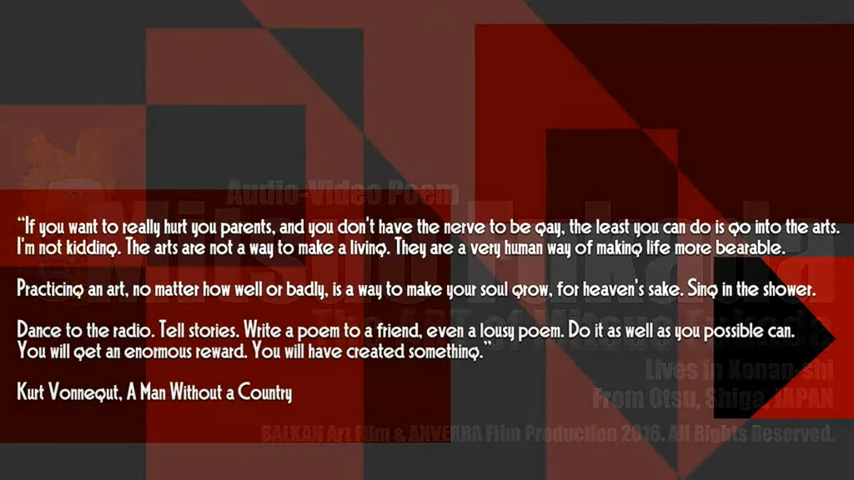 Audio-Video Poem
"If you want to really hurt you parents, and you don't have the nerve to be gay, the least you can do is go into the arts.
I'm not kidding. The arts are not a way to make a living. They are a very human way of making life more bearable.
Practicing an art, no matter how well or badly, is a way to make your soul grow, for heaven's sake. Sing in the shower.
Dance to the radio. Tell stories. Write a poem to a friend, even a lousy poem. Do it as well as you possible can.
You will get an enormous reward. You will have created something."
Lives in Konan-shi
Kurt Vonnegut, A Man Without a Country
From Otsu, Shiga, JAPAN
BALKAN Art Film & ANVERRA Film Production 2016. All Rights Reserved.